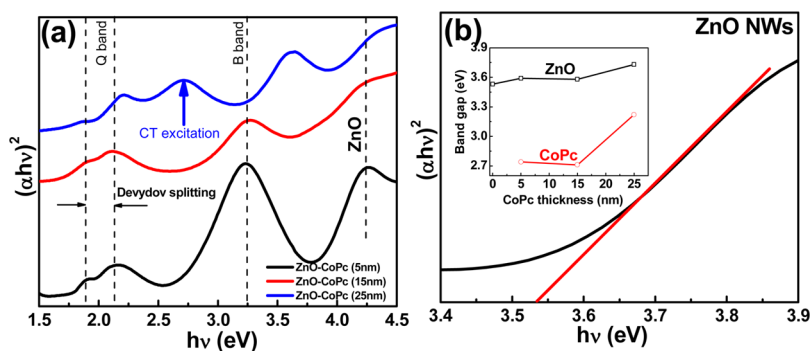 (a)
Q band
B band
ZnO
CT excitation
Devydov splitting
ZnO-CoPc (5nm)
ZnO-CoPc (15nm)
ZnO-CoPc (25nm)
(αhν)²
1.5 2.0 2.5 3.0 3.5 4.0 4.5
hν (eV)
(b)
ZnO NWs
3.9
3.6
3.3
3.0
2.7
Band gap (eV)
ZnO
CoPc
0 5 10 15 20 25
CoPc thickness (nm)
(αhν)²
3.4 3.5 3.6 3.7 3.8 3.9
hν (eV)